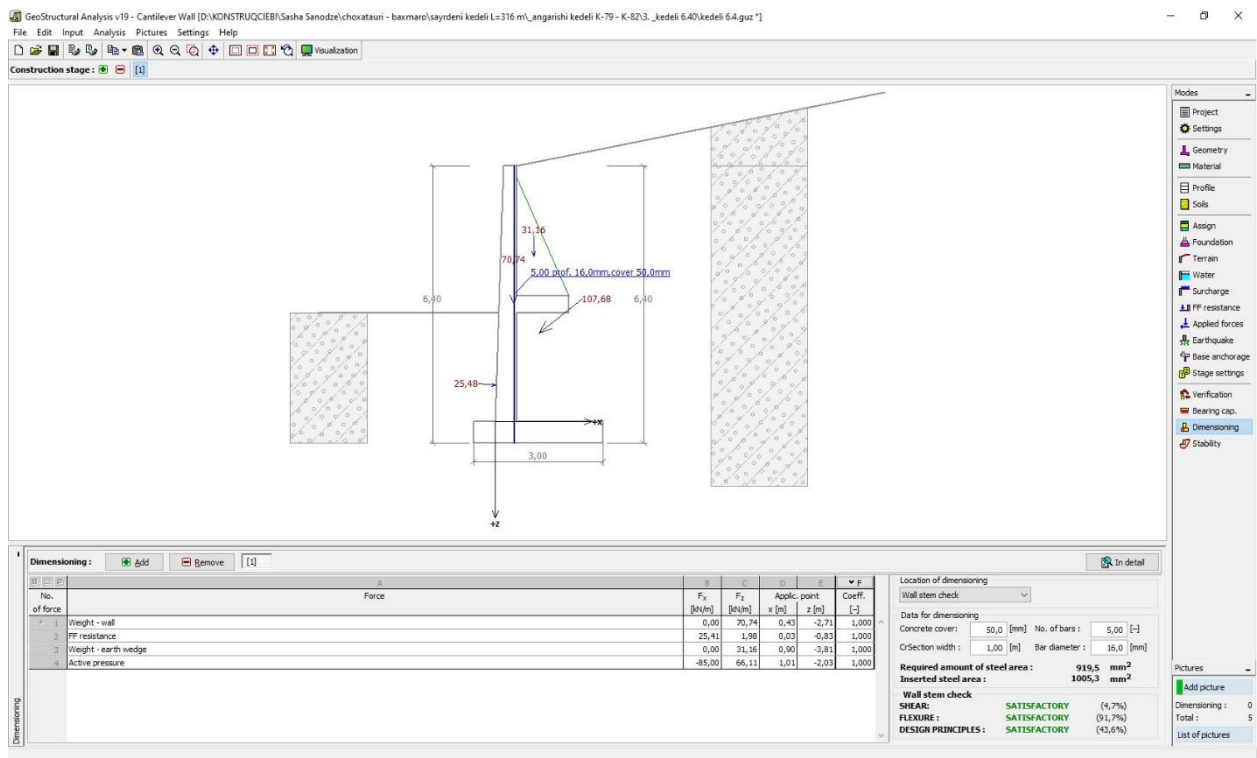 GeoStructural Analysis v19 - Cantilever Wall [D:\KONSTRUQCIEBI\Sasha Sanodze\choxatauri - baxmaro\sayrdeni kedeli L=316 m\_angarishi kedeli K-79 - K-82\3. _kedeli 6.40\kedeli 6.4.guz *]
File Edit Input Analysis Pictures Settings Help
Visualization
Construction stage : [1]
31,16
70,74
5.00 prof. 16.0mm,cover 50.0mm
6,40
107,68
6,40
25,48
+x
3,00
+z
Modes
Project
Settings
Geometry
Material
Profile
Soils
Assign
Foundation
Terrain
Water
Surcharge
FF resistance
Applied forces
Earthquake
Base anchorage
Stage settings
Verification
Bearing cap.
Dimensioning
Stability
Pictures
Add picture
Dimensioning : 0
Total : 5
List of pictures
Dimensioning
Dimensioning : Add Remove [1] In detail
A B C D E F
No. Force Fx Fz Applic. point Coeff.
of force [kN/m] [kN/m] x [m] z [m] [-]
1 Weight - wall 0,00 70,74 0,43 -2,71 1,000
2 FF resistance 25,41 1,98 0,03 -0,83 1,000
3 Weight - earth wedge 0,00 31,16 0,90 -3,81 1,000
4 Active pressure -85,00 66,11 1,01 -2,03 1,000
Location of dimensioning
Wall stem check
Data for dimensioning
Concrete cover: 50,0 [mm] No. of bars : 5,00 [-]
CrSection width : 1,00 [m] Bar diameter : 16,0 [mm]
Required amount of steel area : 919,5 mm2
Inserted steel area : 1005,3 mm2
Wall stem check
SHEAR: SATISFACTORY (4,7%)
FLEXURE : SATISFACTORY (91,7%)
DESIGN PRINCIPLES : SATISFACTORY (43,6%)